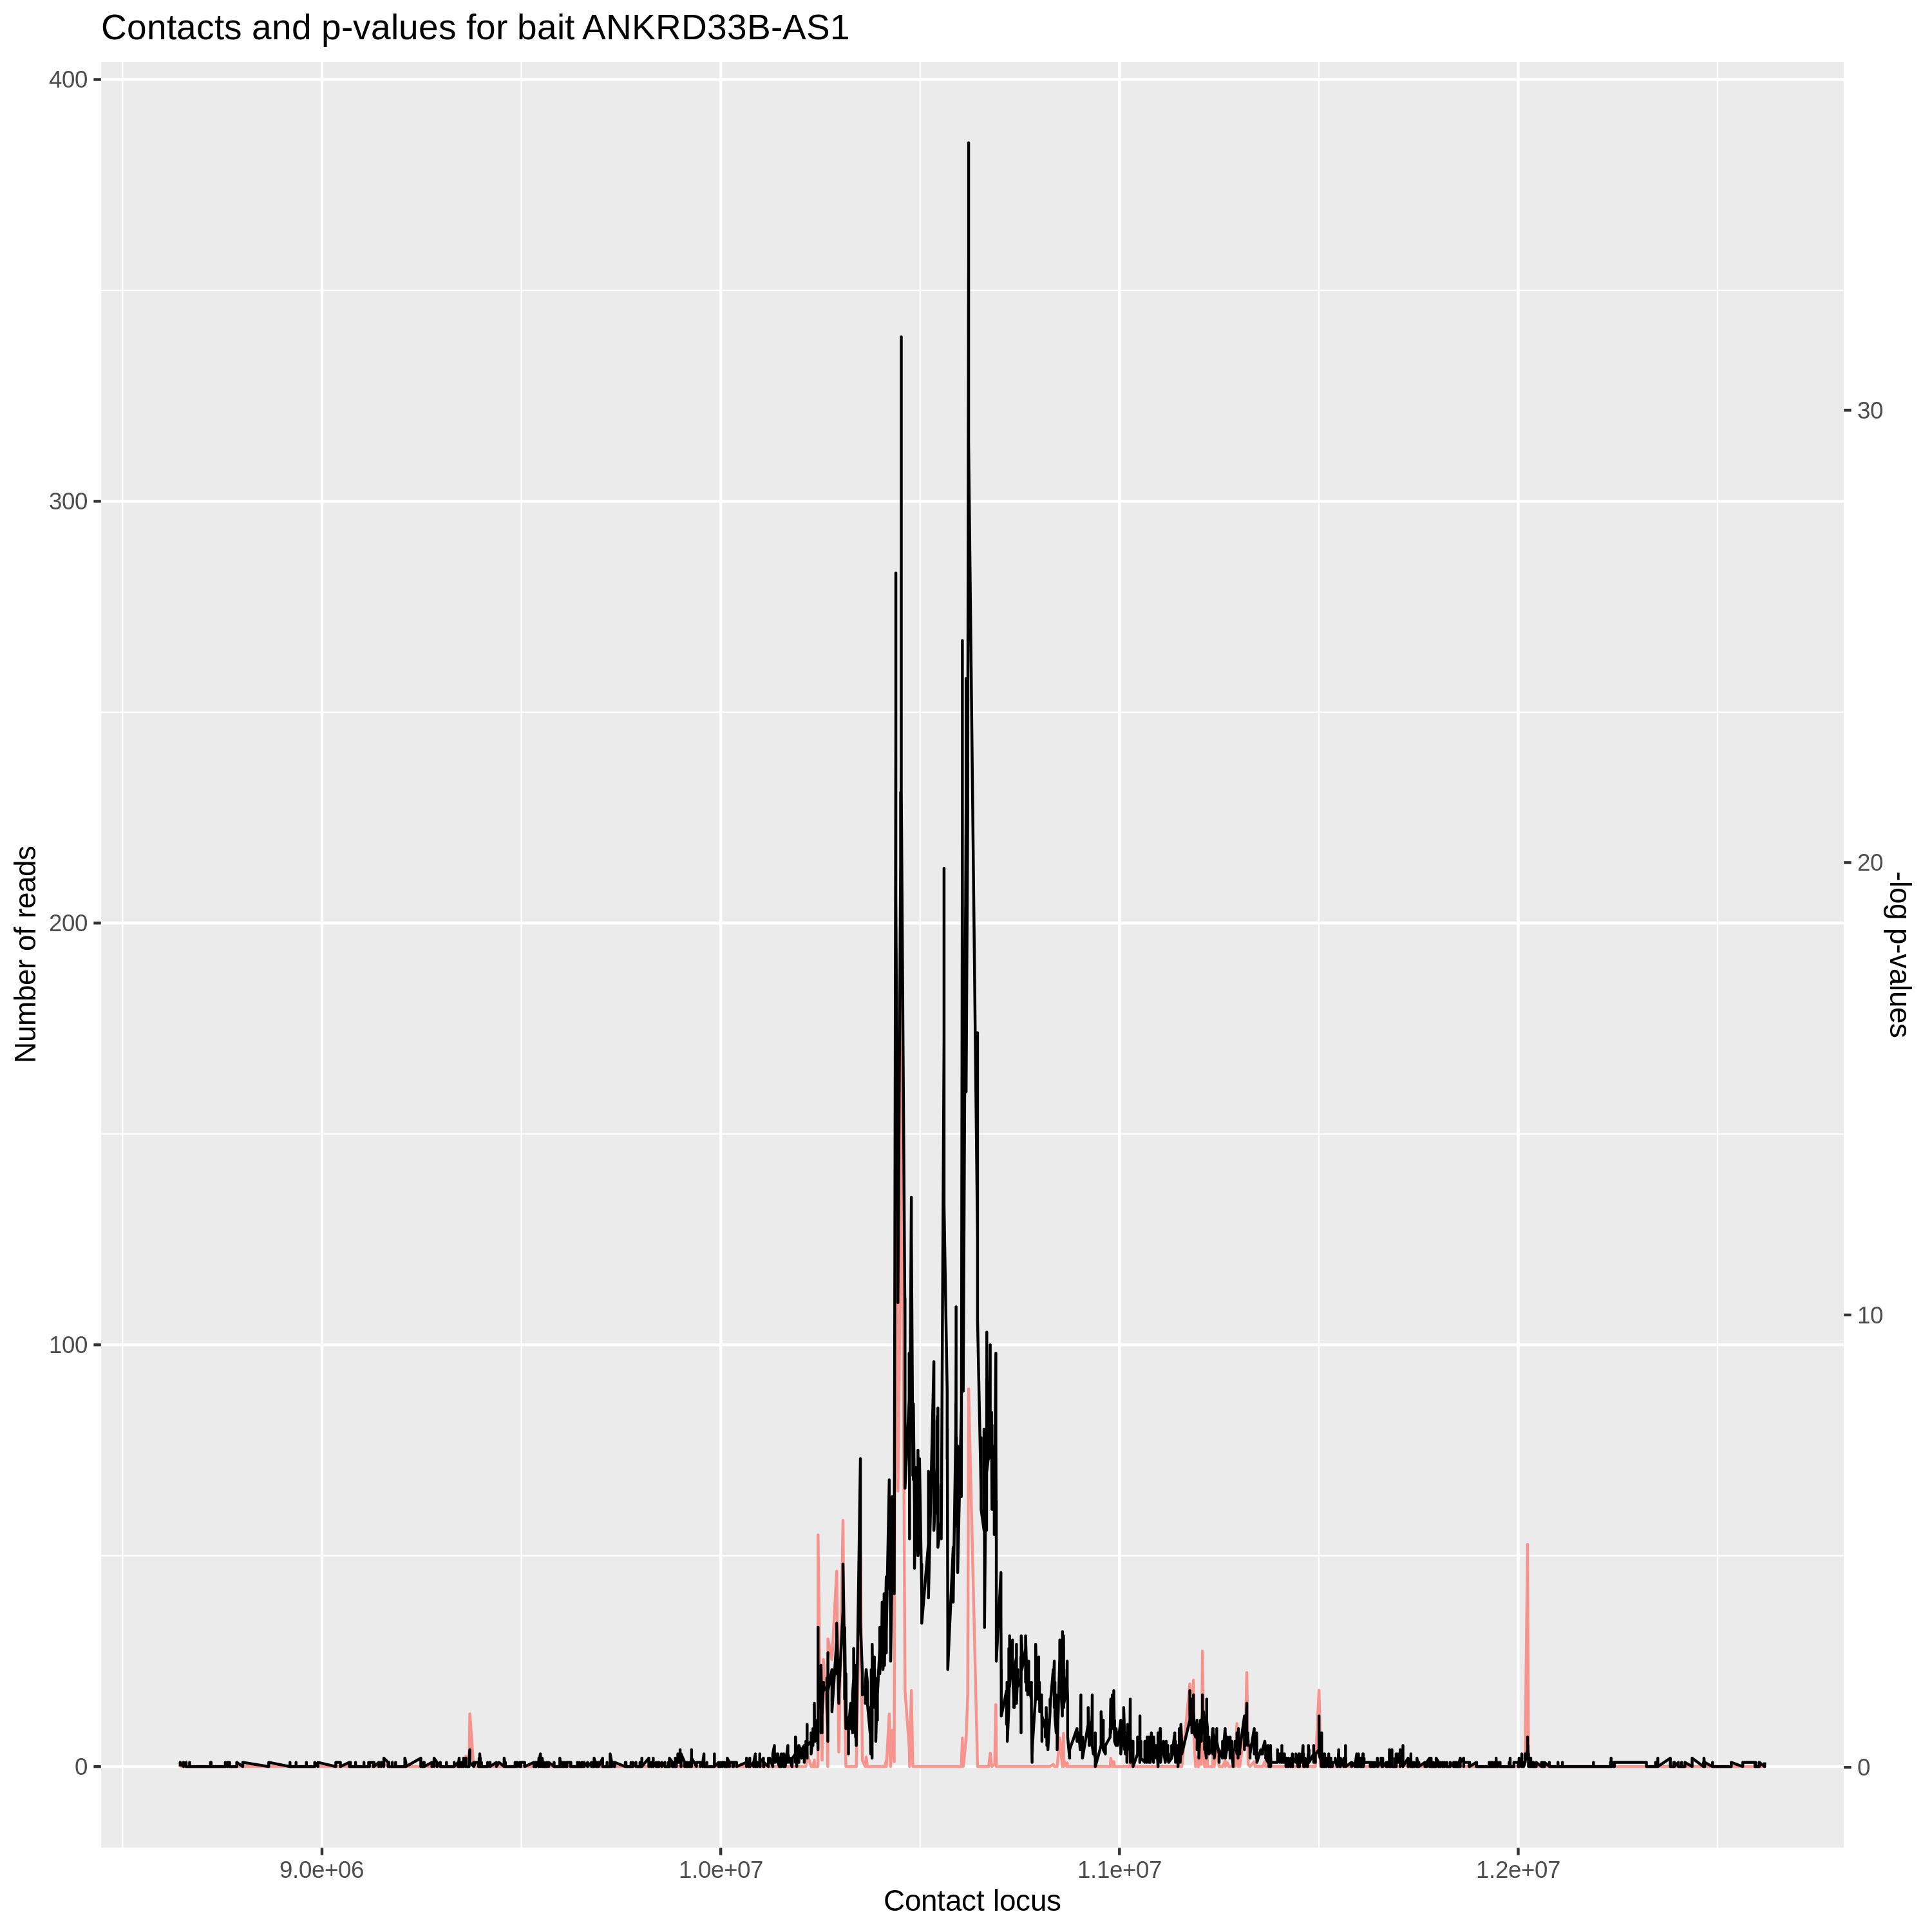 Contacts and p-values for bait ANKRD33B-AS1
400
300
200
100
0
Number of reads
30
20
10
0
-log p-values
9.0e+06
1.0e+07
1.1e+07
1.2e+07
Contact locus